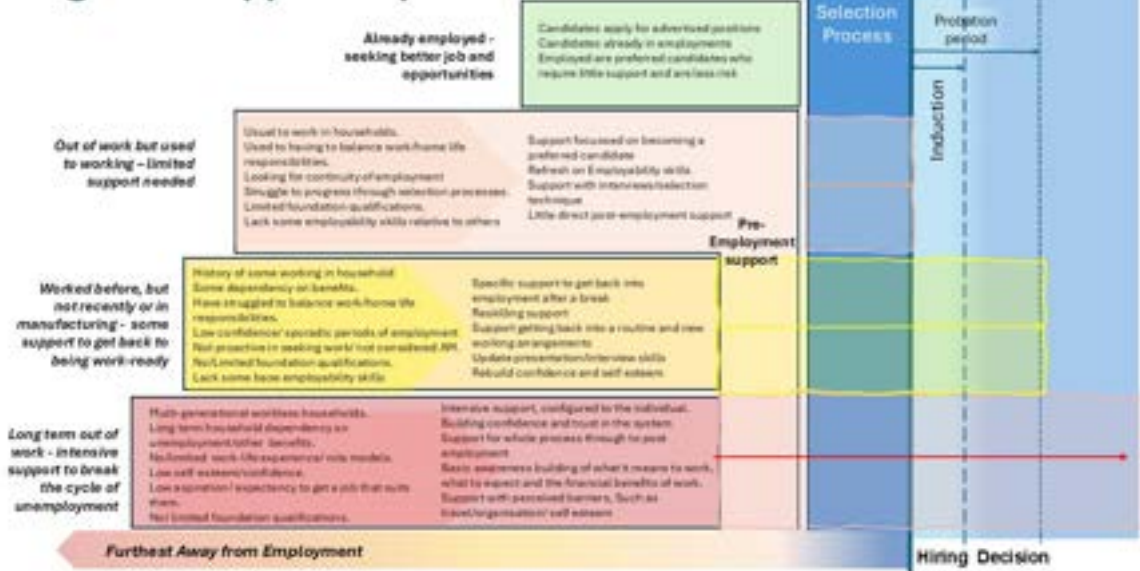 Already employed -
seeking better job and
opportunities
Candidates apply for advertised positions
Candidates already in employments
Employed are preferred candidates who
require little support and are less risk
Selection
Process
Probation
period
Induction
Out of work but used
to working – limited
support needed
Usual to work in households.
Used to having to balance work/home life
responsibilities.
Looking for continuity of employment
Struggle to progress through selection processes.
Limited foundation qualifications.
Lack some employability skills relative to others
Support focussed on becoming a
preferred candidate
Refresh on Employability skills
Support with interviews/selection
technique
Little direct post-employment support
Pre-
Employment
support
Worked before, but
not recently or in
manufacturing - some
support to get back to
being work-ready
History of some working in household
Some dependency on benefits.
Have struggled to balance work/home life
responsibilities.
Low confidence/ sporadic periods of employment
Not proactive in seeking work/ not considered AM.
No/Limited foundation qualifications.
Lack some base employability skills
Specific support to get back into
employment after a break
Reskilling support
Support getting back into a routine and new
working arrangements
Update presentation/interview skills
Rebuild confidence and self esteem
Long term out of
work - intensive
support to break
the cycle of
unemployment
Multi-generational workless households.
Long term household dependency on
unemployment/other benefits.
No/limited work-life experience/ role models.
Low self esteem/confidence.
Low aspiration/ expectancy to get a job that suits
them.
No/ limited foundation qualifications.
Intensive support, configured to the individual.
Building confidence and trust in the system.
Support for whole process through to post
employment
Basic awareness building of what it means to work,
what to expect and the financial benefits of work.
Support with perceived barriers, Such as
travel/organisation/ self esteem
Furthest Away from Employment
Hiring Decision